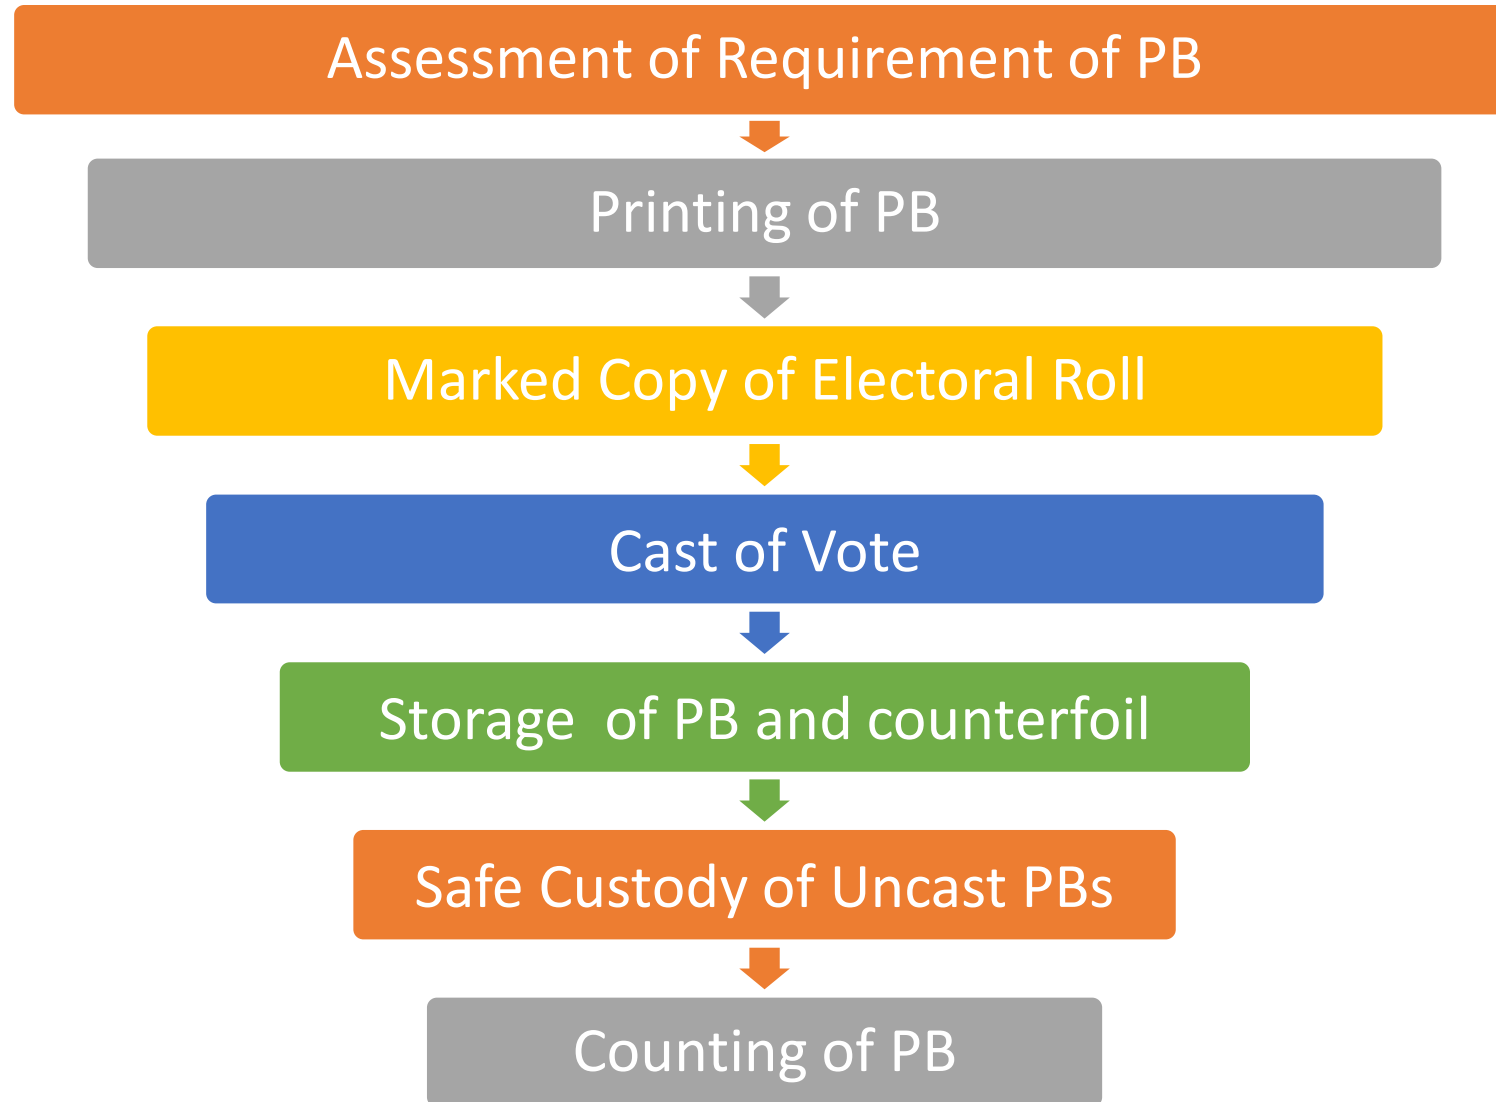 Assessment of Requirement of PB
Printing of PB
Marked Copy of Electoral Roll
Cast of Vote
Storage  of PB and counterfoil
Safe Custody of Uncast PBs
Counting of PB